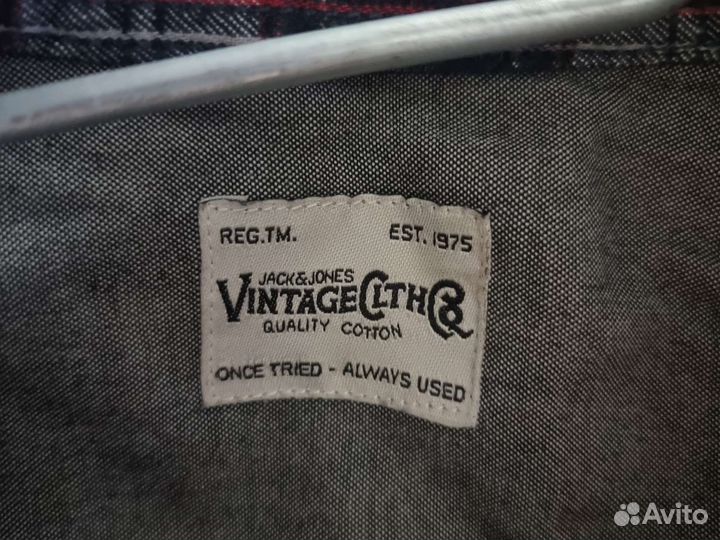 REG.TM. EST. 1975
JACK&JONES
VINTAGE CLTH CO
QUALITY COTTON
ONCE TRIED - ALWAYS USED
Avito